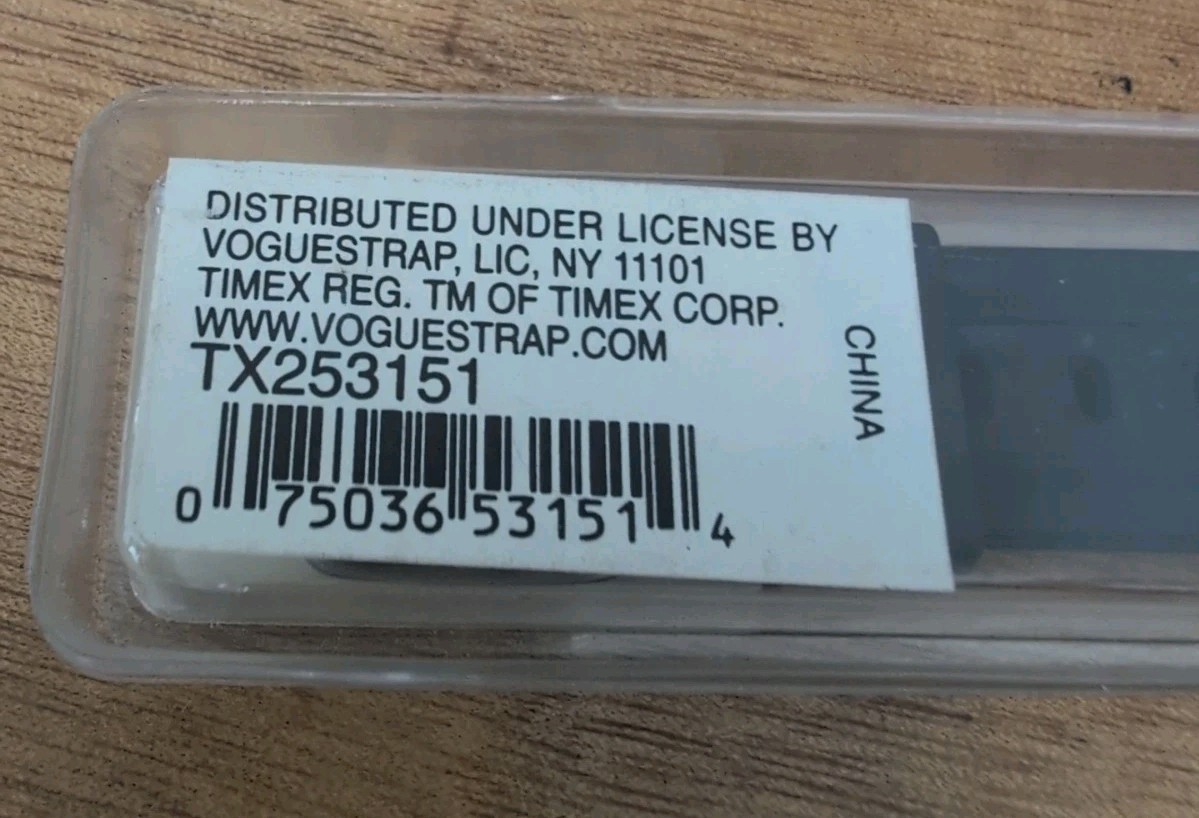 DISTRIBUTED UNDER LICENSE BY
VOGUESTRAP, LIC, NY 11101
TIMEX REG. TM OF TIMEX CORP.
WWW.VOGUESTRAP.COM
TX253151
0 75036 53151 4
CHINA